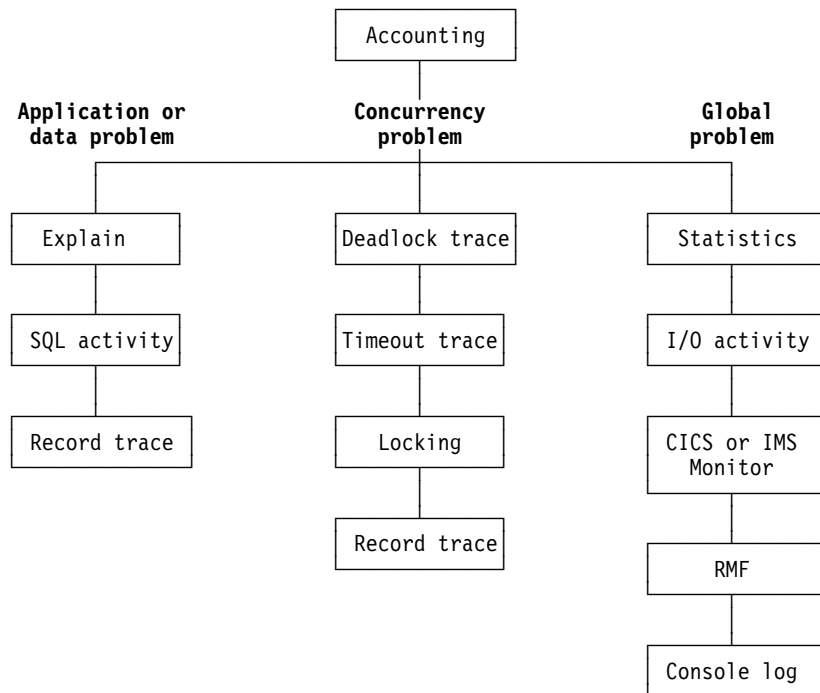 Accounting
Application or
data problem
Concurrency
problem
Global
problem
Explain
Deadlock trace
Statistics
SQL activity
Timeout trace
I/O activity
Record trace
Locking
CICS or IMS
Monitor
Record trace
RMF
Console log